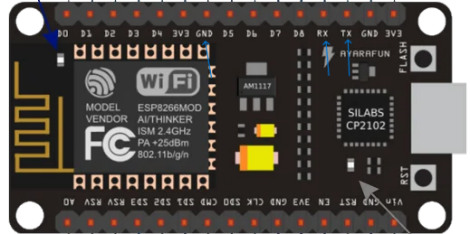 D0 D1 D2 D3 D4 3V3 GND D5 D6 D7 D8 RX TX GND 3V3
AYARAFUN
FLASH
WiFi
AM1117
MODEL ESP8266MOD
VENDOR AI/THINKER
ISM 2.4GHz
PA +25dBm
802.11b/g/n
FC
SILABS
CP2102
RST
A0 RSV RSV SD3 SD2 SD1 CMD SD0 CLK GND 3V3 EN RST GND Vin